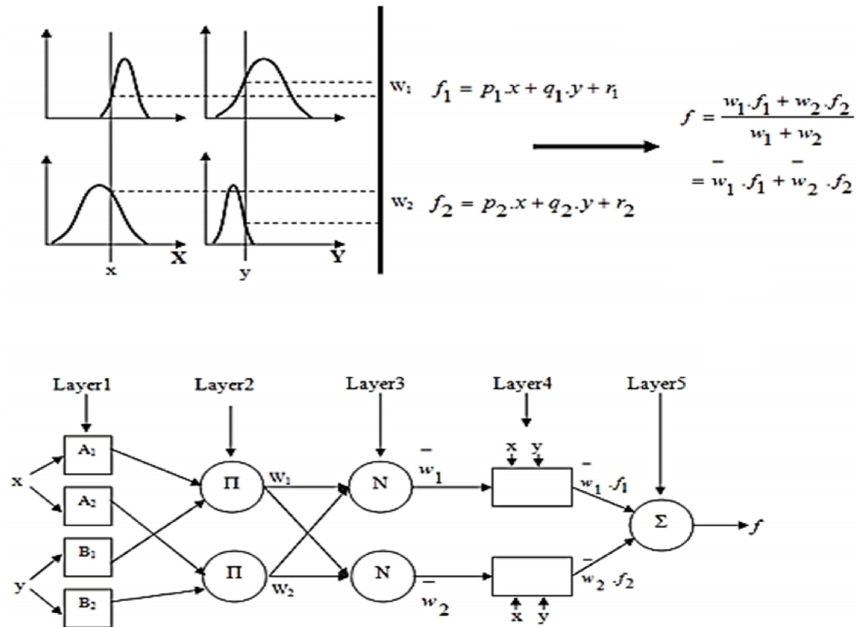 w₁ f₁ = p₁.x + q₁.y + r₁
f = w₁.f₁ + w₂.f₂ / w₁ + w₂
= w̄₁.f₁ + w̄₂.f₂
w₂ f₂ = p₂.x + q₂.y + r₂
X Y
x y
Layer1 Layer2 Layer3 Layer4 Layer5
x y
A₁ w̄₁ w̄₁.f₁
Π W₁ N
x
A₂ Σ f
B₁
Π W₂ N w̄₂.f₂
y w̄₂
B₂ x y